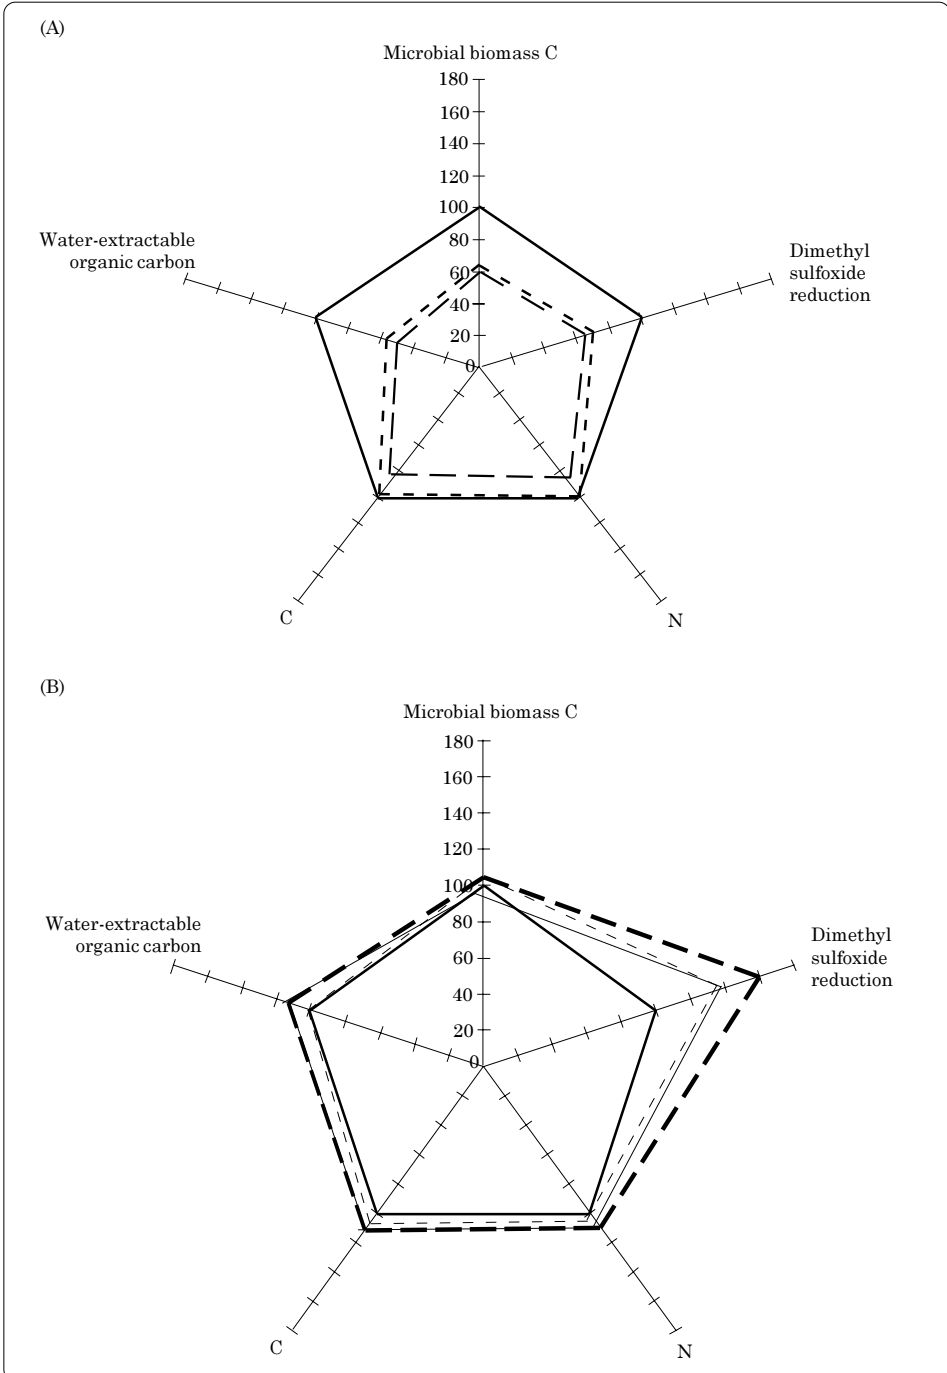 (A)
Microbial biomass C
180
160
140
120
100
80
60
40
20
0
Water-extractable
organic carbon
Dimethyl
sulfoxide
reduction
C
N
(B)
Microbial biomass C
180
160
140
120
100
80
60
40
20
0
Water-extractable
organic carbon
Dimethyl
sulfoxide
reduction
C
N